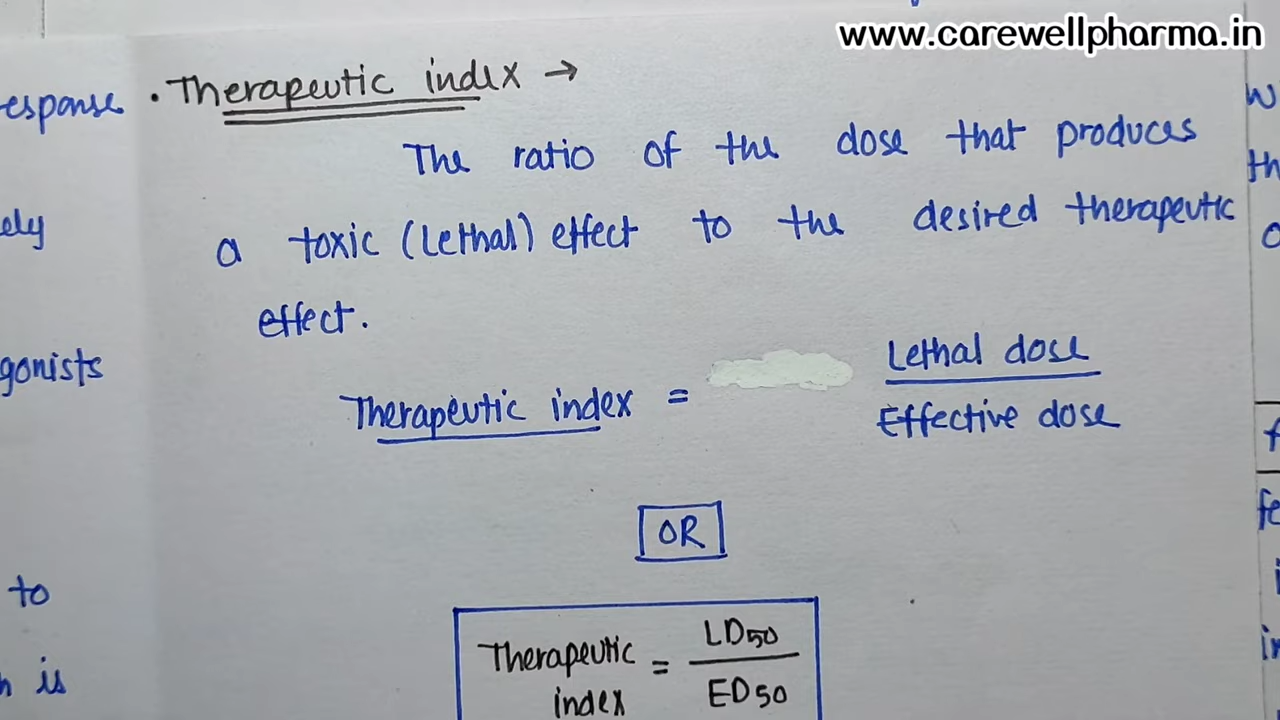 www.carewellpharma.in
esponse
. Therapeutic index →
The ratio of the dose that produces
a toxic (Lethal) effect to the desired therapeutic
effect.
Therapeutic index = Lethal dose
Effective dose
OR
Therapeutic index = LD50
ED50
ely
gonists
to
is